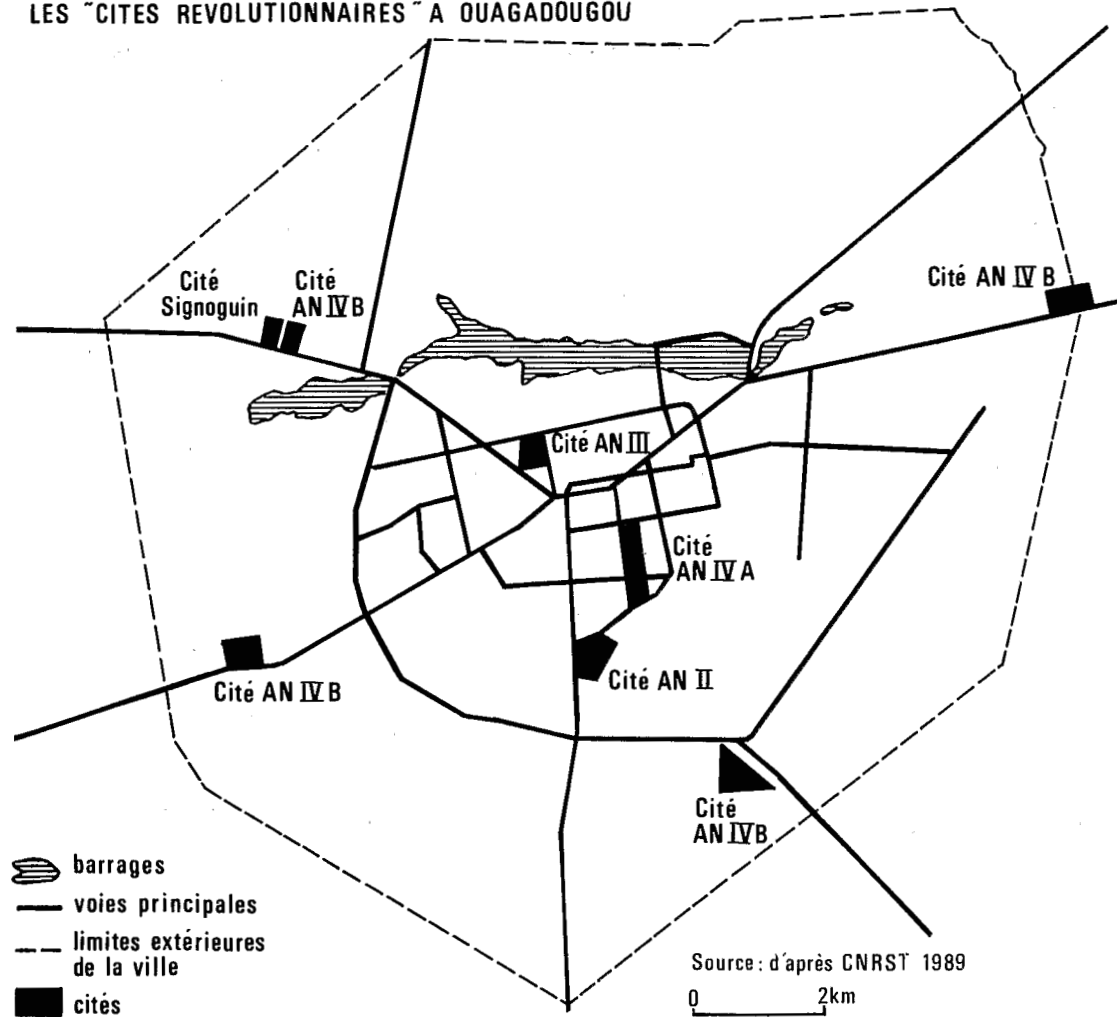 LES "CITES REVOLUTIONNAIRES" A OUAGADOUGOU
Cité
Signoguin
Cité
AN IV B
Cité AN IV B
Cité AN III
Cité
AN IV A
Cité AN IV B
Cité AN II
Cité
AN IV B
barrages
voies principales
limites extérieures
de la ville
cités
Source: d'après CNRST 1989
0 2km